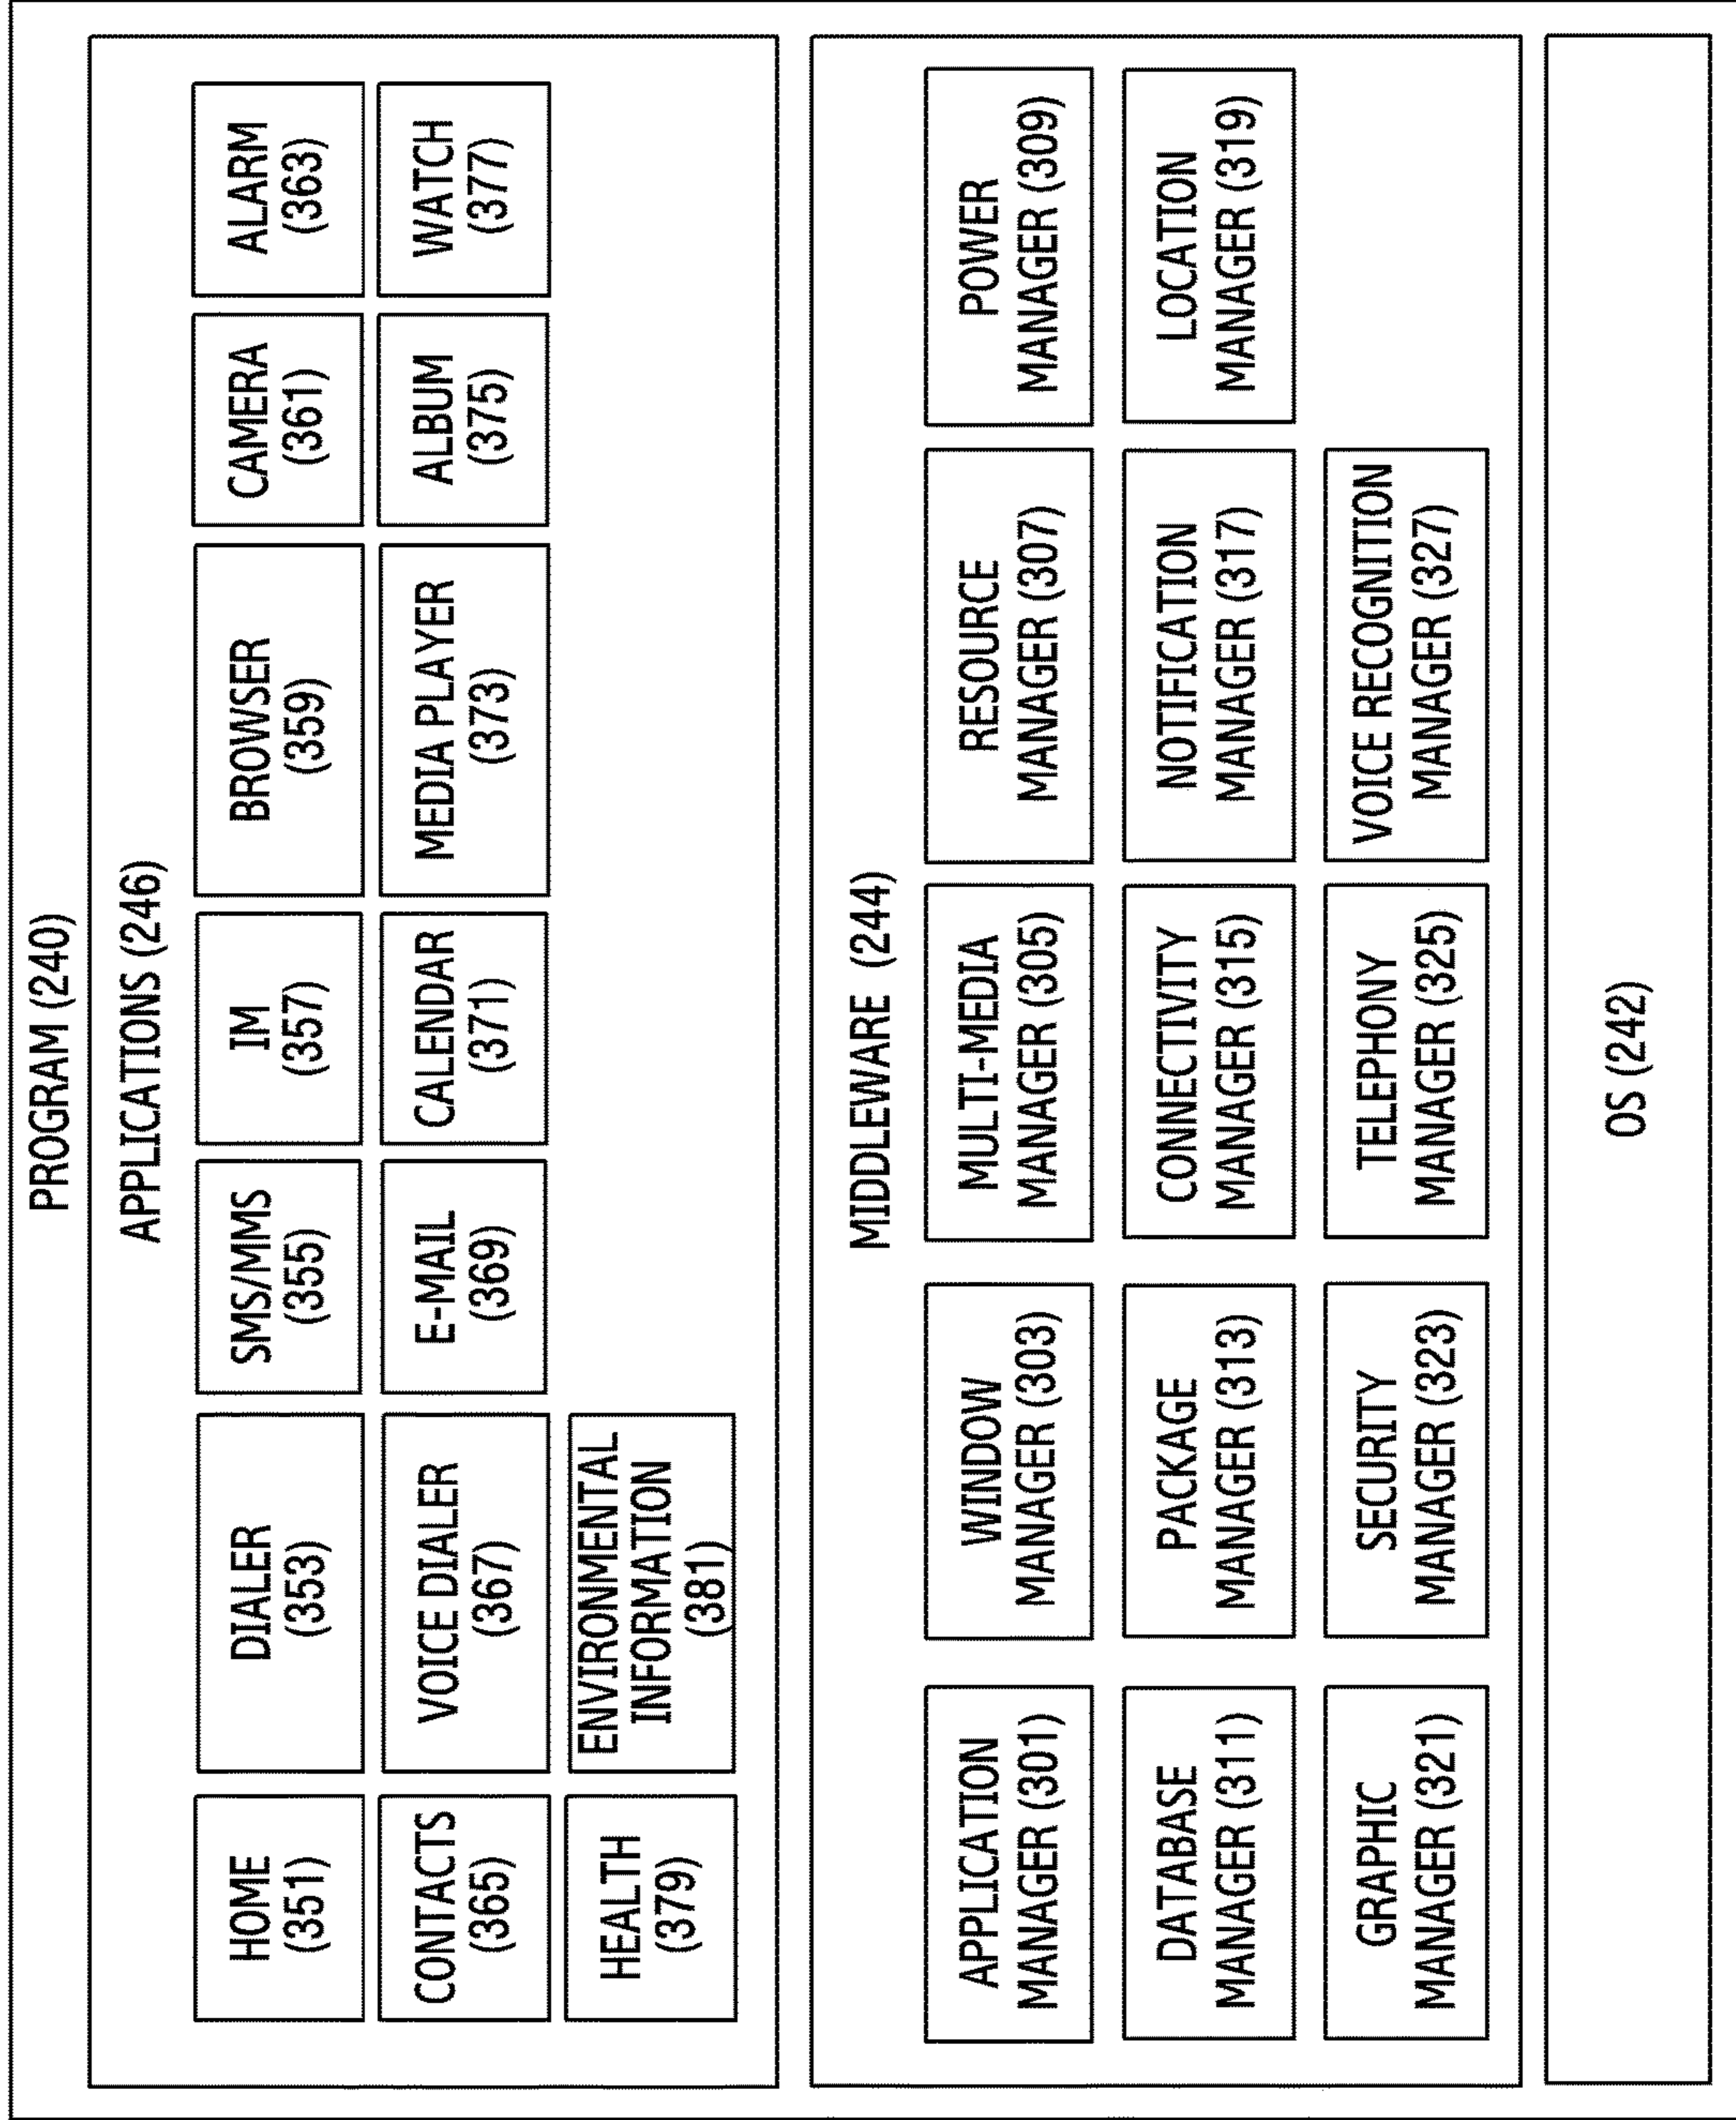 PROGRAM (240)
APPLICATIONS (246)
HOME
(351)
DIALER
(353)
SMS/MMS
(355)
IM
(357)
BROWSER
(359)
CAMERA
(361)
ALARM
(363)
CONTACTS
(365)
VOICE DIALER
(367)
E-MAIL
(369)
CALENDAR
(371)
MEDIA PLAYER
(373)
ALBUM
(375)
WATCH
(377)
HEALTH
(379)
ENVIRONMENTAL
INFORMATION
(381)
MIDDLEWARE (244)
APPLICATION
MANAGER (301)
WINDOW
MANAGER (303)
MULTI-MEDIA
MANAGER (305)
RESOURCE
MANAGER (307)
POWER
MANAGER (309)
DATABASE
MANAGER (311)
PACKAGE
MANAGER (313)
CONNECTIVITY
MANAGER (315)
NOTIFICATION
MANAGER (317)
LOCATION
MANAGER (319)
GRAPHIC
MANAGER (321)
SECURITY
MANAGER (323)
TELEPHONY
MANAGER (325)
VOICE RECOGNITION
MANAGER (327)
OS (242)